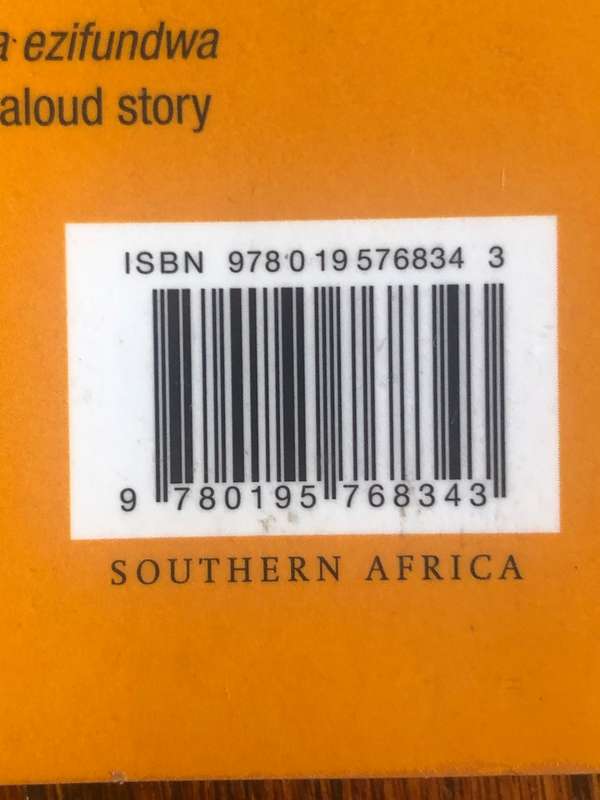 a ezifundwa
aloud story
ISBN 978 0 19 576834 3
9 780195 768343
SOUTHERN AFRICA